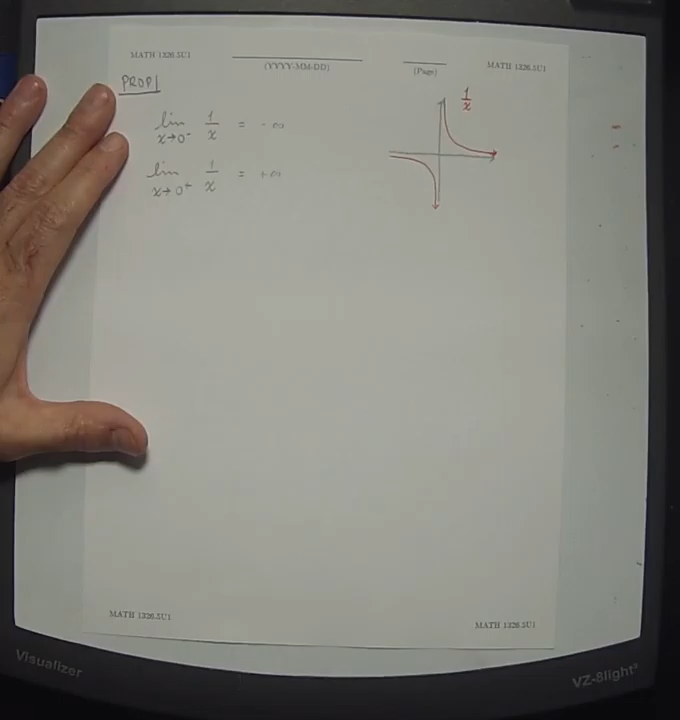 MATH 1326.5U1 (YYYY-MM-DD) (Page) MATH 1326.5U1
PROP1
lim x→0⁻ 1/x = -∞
lim x→0⁺ 1/x = +∞
1/x
MATH 1326.5U1 MATH 1326.5U1
Visualizer VZ-8light³